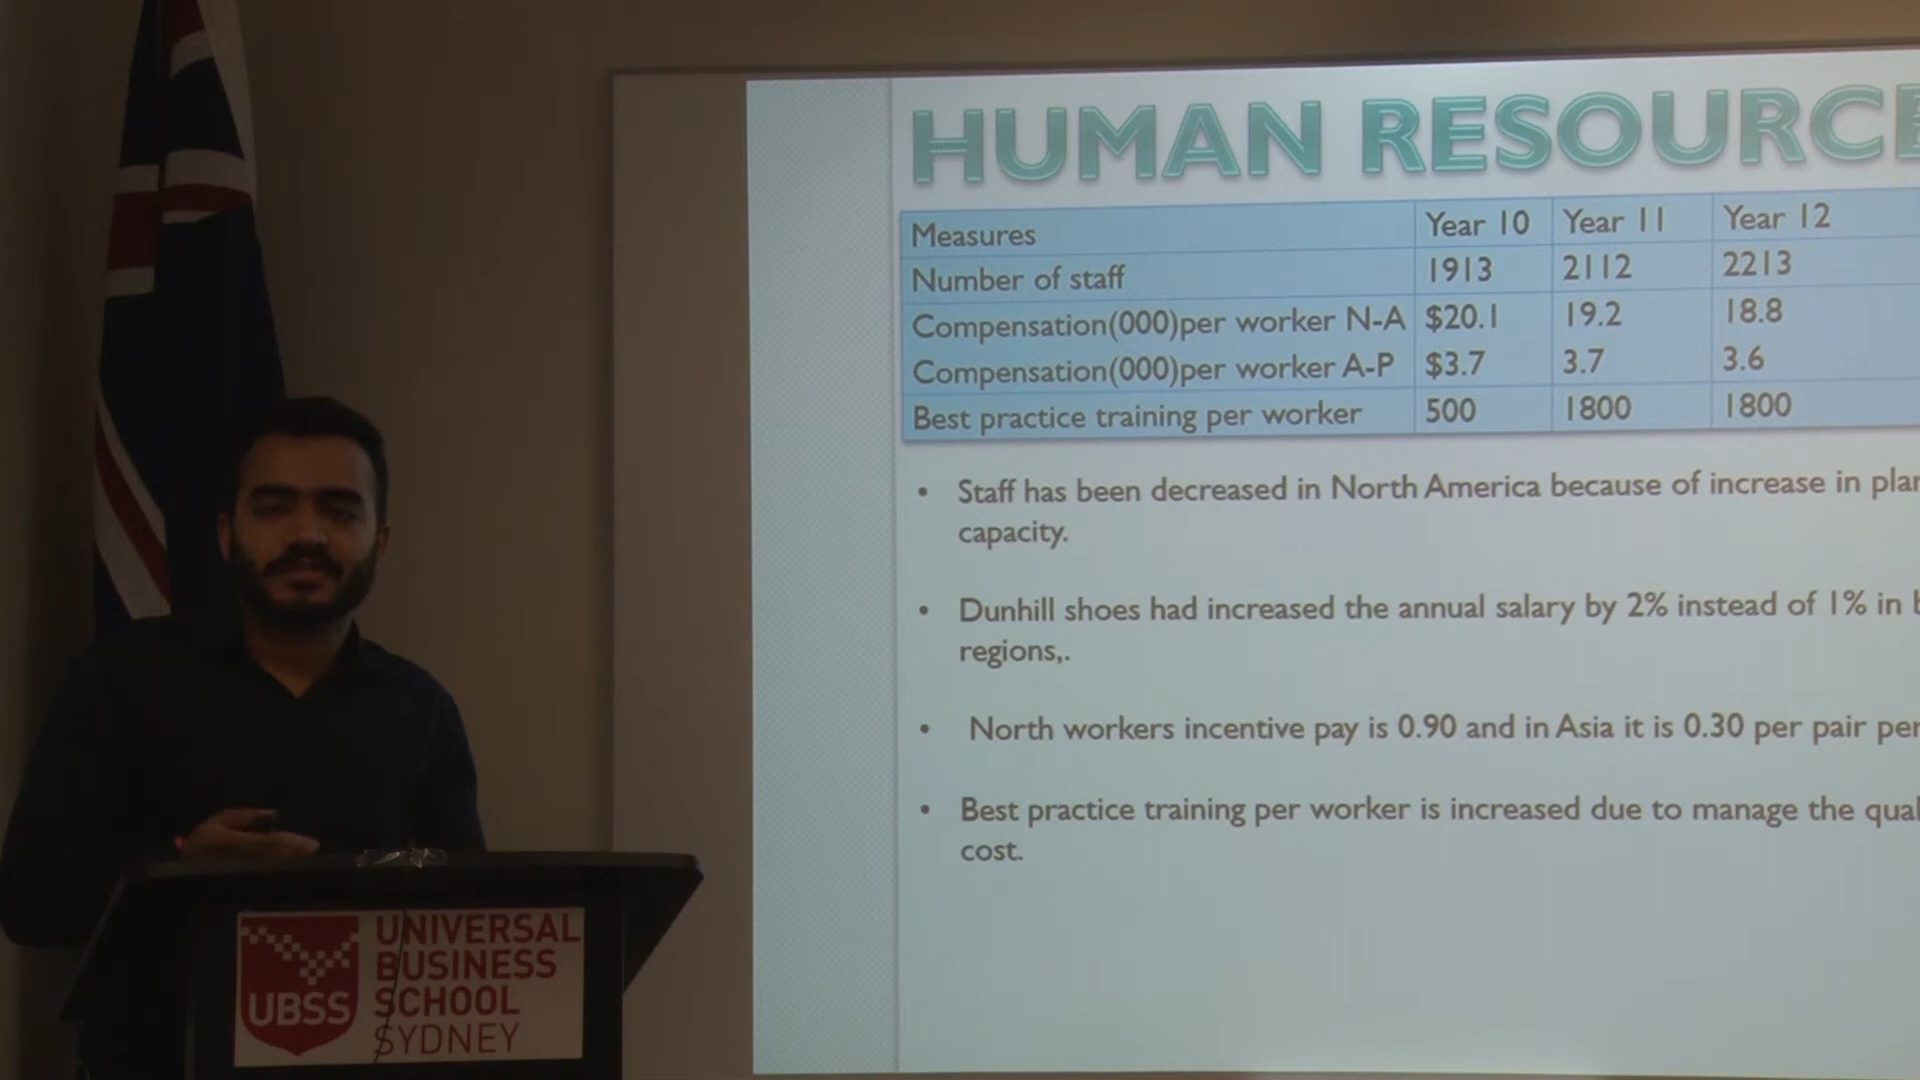 HUMAN RESOURCE
Measures Year 10 Year 11 Year 12
Number of staff 1913 2112 2213
Compensation(000)per worker N-A $20.1 19.2 18.8
Compensation(000)per worker A-P $3.7 3.7 3.6
Best practice training per worker 500 1800 1800
• Staff has been decreased in North America because of increase in
capacity.
• Dunhill shoes had increased the annual salary by 2% instead of 1% in
regions,.
• North workers incentive pay is 0.90 and in Asia it is 0.30 per pair per
• Best practice training per worker is increased due to manage the
cost.
UBSS
UNIVERSAL
BUSINESS
SCHOOL
SYDNEY